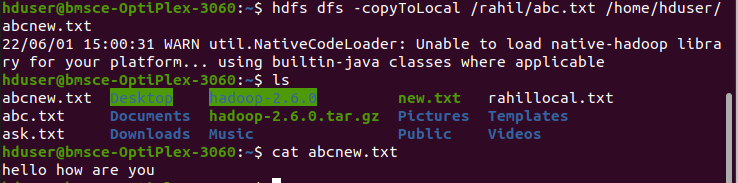 hduser@bmsce-OptiPlex-3060:~$ hdfs dfs -copyToLocal /rahil/abc.txt /home/hduser/
abcnew.txt
22/06/01 15:00:31 WARN util.NativeCodeLoader: Unable to load native-hadoop libra
ry for your platform... using builtin-java classes where applicable
hduser@bmsce-OptiPlex-3060:~$ ls
abcnew.txt Desktop hadoop-2.6.0 new.txt rahillocal.txt
abc.txt Documents hadoop-2.6.0.tar.gz Pictures Templates
ask.txt Downloads Music Public Videos
hduser@bmsce-OptiPlex-3060:~$ cat abcnew.txt
hello how are you